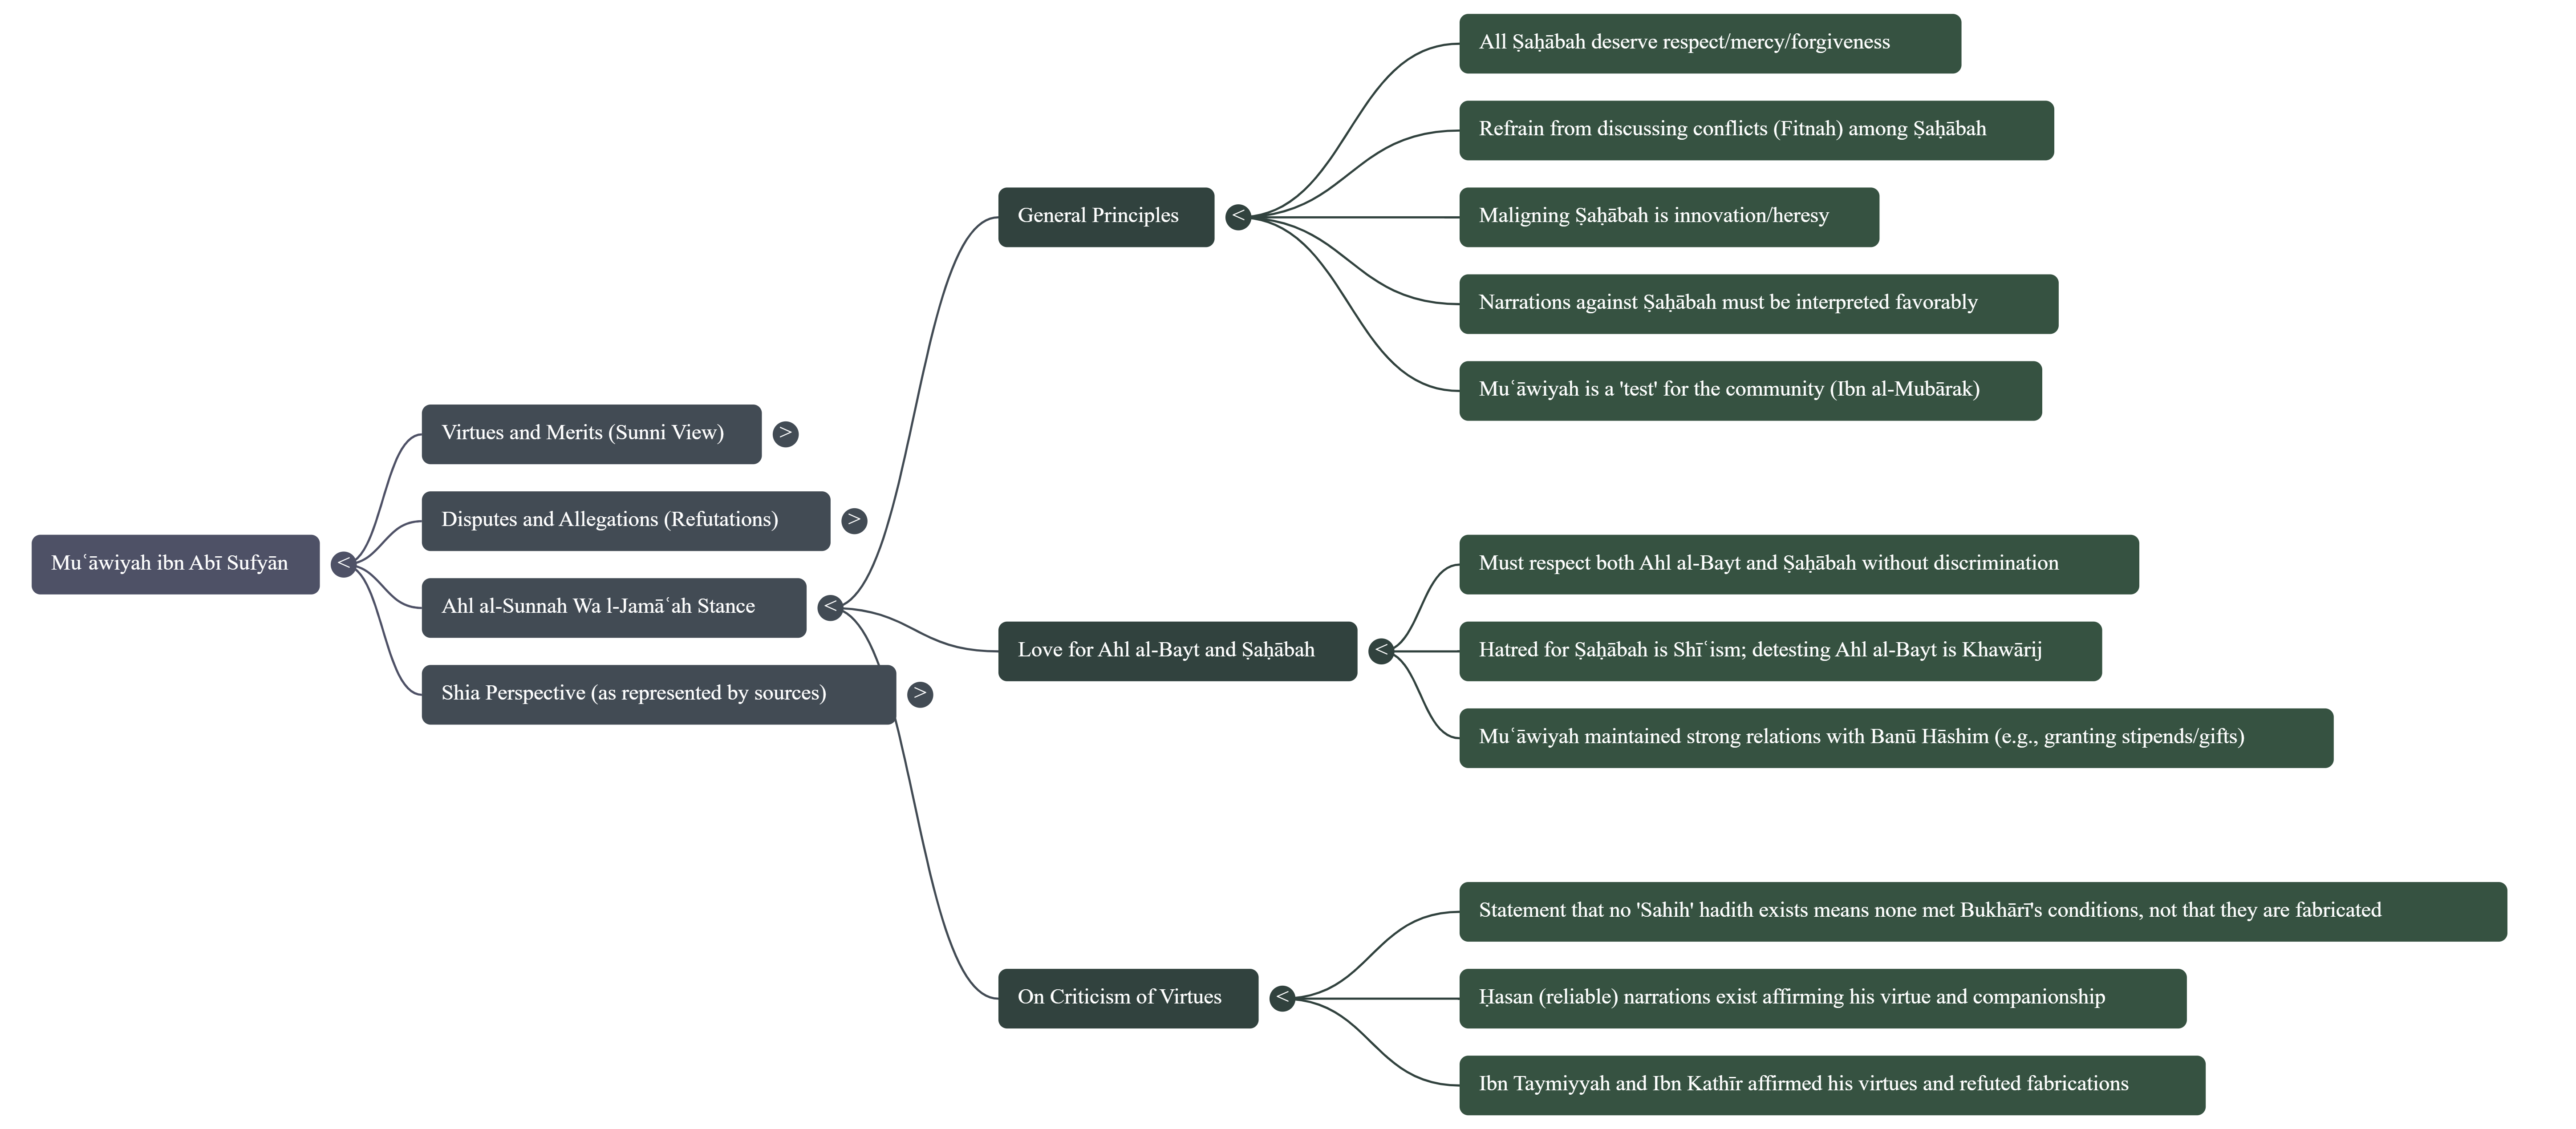 Muʿāwiyah ibn Abī Sufyān
<
Virtues and Merits (Sunni View)
>
Disputes and Allegations (Refutations)
>
Ahl al-Sunnah Wa l-Jamāʿah Stance
<
General Principles
<
All Ṣaḥābah deserve respect/mercy/forgiveness
Refrain from discussing conflicts (Fitnah) among Ṣaḥābah
Maligning Ṣaḥābah is innovation/heresy
Narrations against Ṣaḥābah must be interpreted favorably
Muʿāwiyah is a 'test' for the community (Ibn al-Mubārak)
Love for Ahl al-Bayt and Ṣaḥābah
<
Must respect both Ahl al-Bayt and Ṣaḥābah without discrimination
Hatred for Ṣaḥābah is Shīʿism; detesting Ahl al-Bayt is Khawārij
Muʿāwiyah maintained strong relations with Banū Hāshim (e.g., granting stipends/gifts)
On Criticism of Virtues
<
Statement that no 'Sahih' hadith exists means none met Bukhārī's conditions, not that they are fabricated
Ḥasan (reliable) narrations exist affirming his virtue and companionship
Ibn Taymiyyah and Ibn Kathīr affirmed his virtues and refuted fabrications
Shia Perspective (as represented by sources)
>